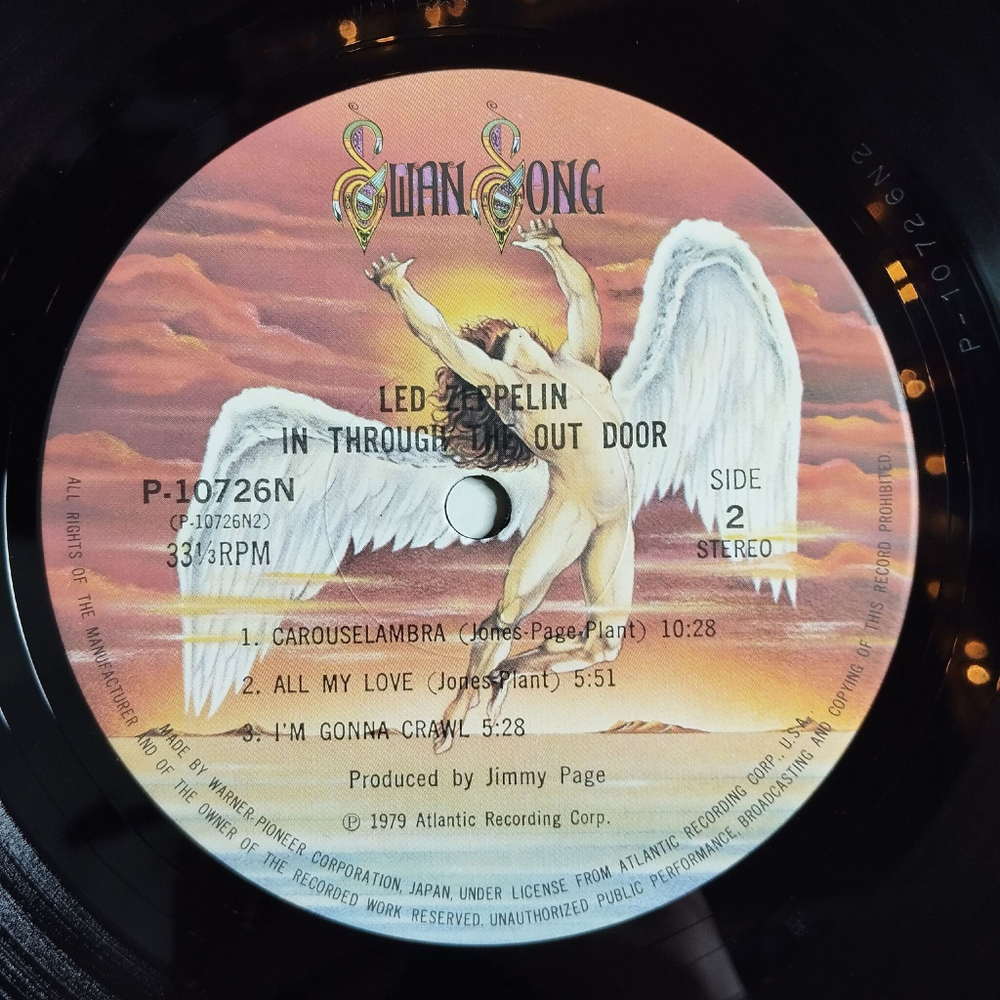 SWAN SONG
LED ZEPPELIN
IN THROUGH THE OUT DOOR
P-10726N
(P-10726N2)
33⅓RPM
SIDE
2
STEREO
1. CAROUSELAMBRA (Jones-Page-Plant) 10:28
2. ALL MY LOVE (Jones-Plant) 5:51
3. I'M GONNA CRAWL 5:28
Produced by Jimmy Page
Ⓟ 1979 Atlantic Recording Corp.
MADE BY WARNER-PIONEER CORPORATION, JAPAN, UNDER LICENSE FROM ATLANTIC RECORDING CORP., U.S.A.
ALL RIGHTS OF THE MANUFACTURER AND OF THE OWNER OF THE RECORDED WORK RESERVED. UNAUTHORIZED PUBLIC PERFORMANCE, BROADCASTING AND COPYING OF THIS RECORD PROHIBITED.
P-10726N2